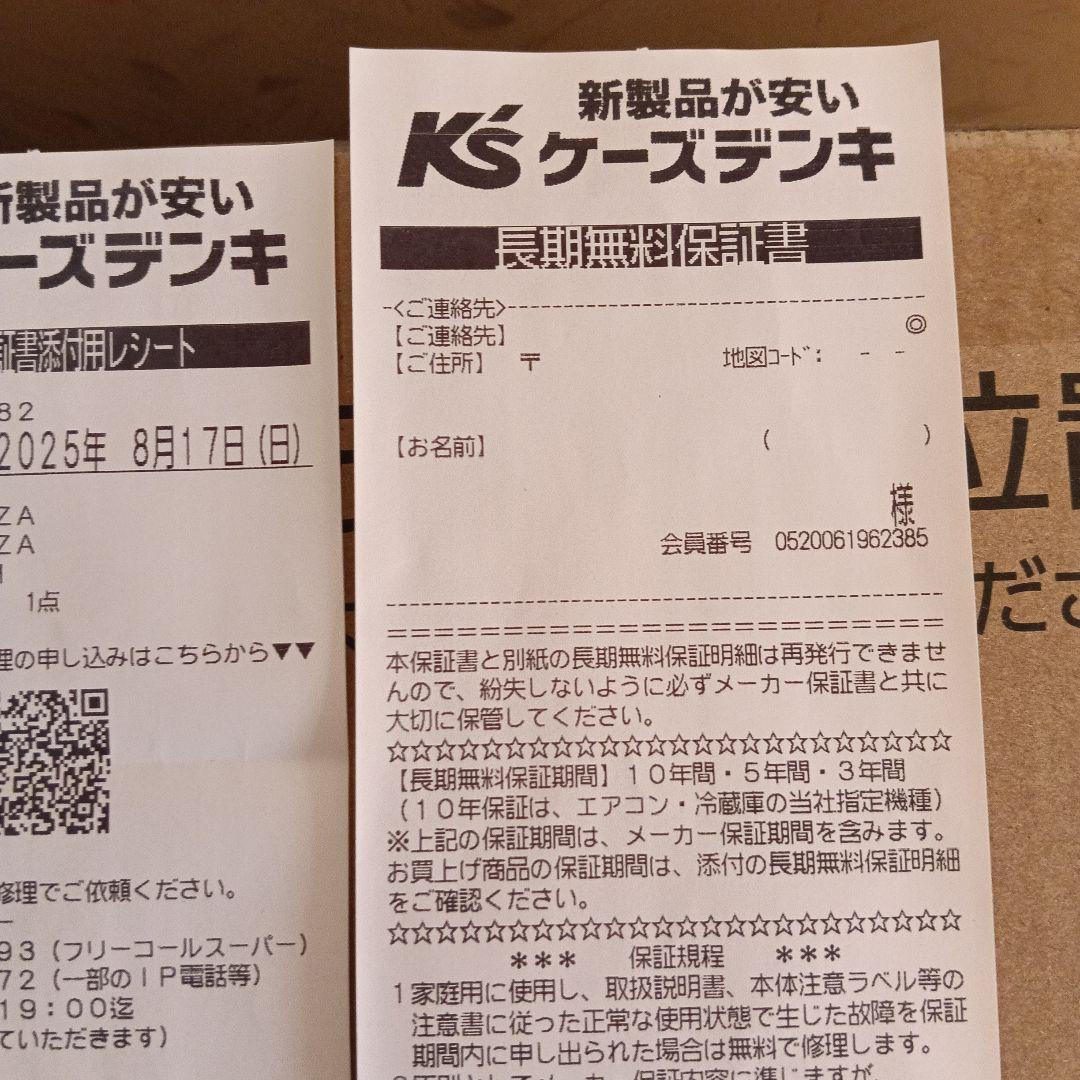 新製品が安い
ーズデンキ
証書添付用レシート
82
2025年 8月17日(日)
ZA
ZA
1点
理の申し込みはこちらから▼▼
修理でご依頼ください。
93(フリーコールスーパー)
72(一部のIP電話等)
19:00迄
ていただきます)
新製品が安い
K's ケーズデンキ
長期無料保証書
-<ご連絡先>--------------------------------
【ご連絡先】 ◎
【ご住所】 〒 地図コード: - -
【お名前】 ( )
様
会員番号 0520061962385
本保証書と別紙の長期無料保証明細は再発行できませ
んので、紛失しないように必ずメーカー保証書と共に
大切に保管してください。
☆☆☆☆☆☆☆☆☆☆☆☆☆☆☆☆☆☆☆☆☆☆☆☆
【長期無料保証期間】10年間・5年間・3年間
(10年保証は、エアコン・冷蔵庫の当社指定機種)
※上記の保証期間は、メーカー保証期間を含みます。
お買上げ商品の保証期間は、添付の長期無料保証明細
をご確認ください。
☆☆☆☆☆☆☆☆☆☆☆☆☆☆☆☆☆☆☆☆☆☆☆☆
*** 保証規程 ***
1家庭用に使用し、取扱説明書、本体注意ラベル等の
注意書に従った正常な使用状態で生じた故障を保証
期間内に申し出られた場合は無料で修理します。
立
ださ